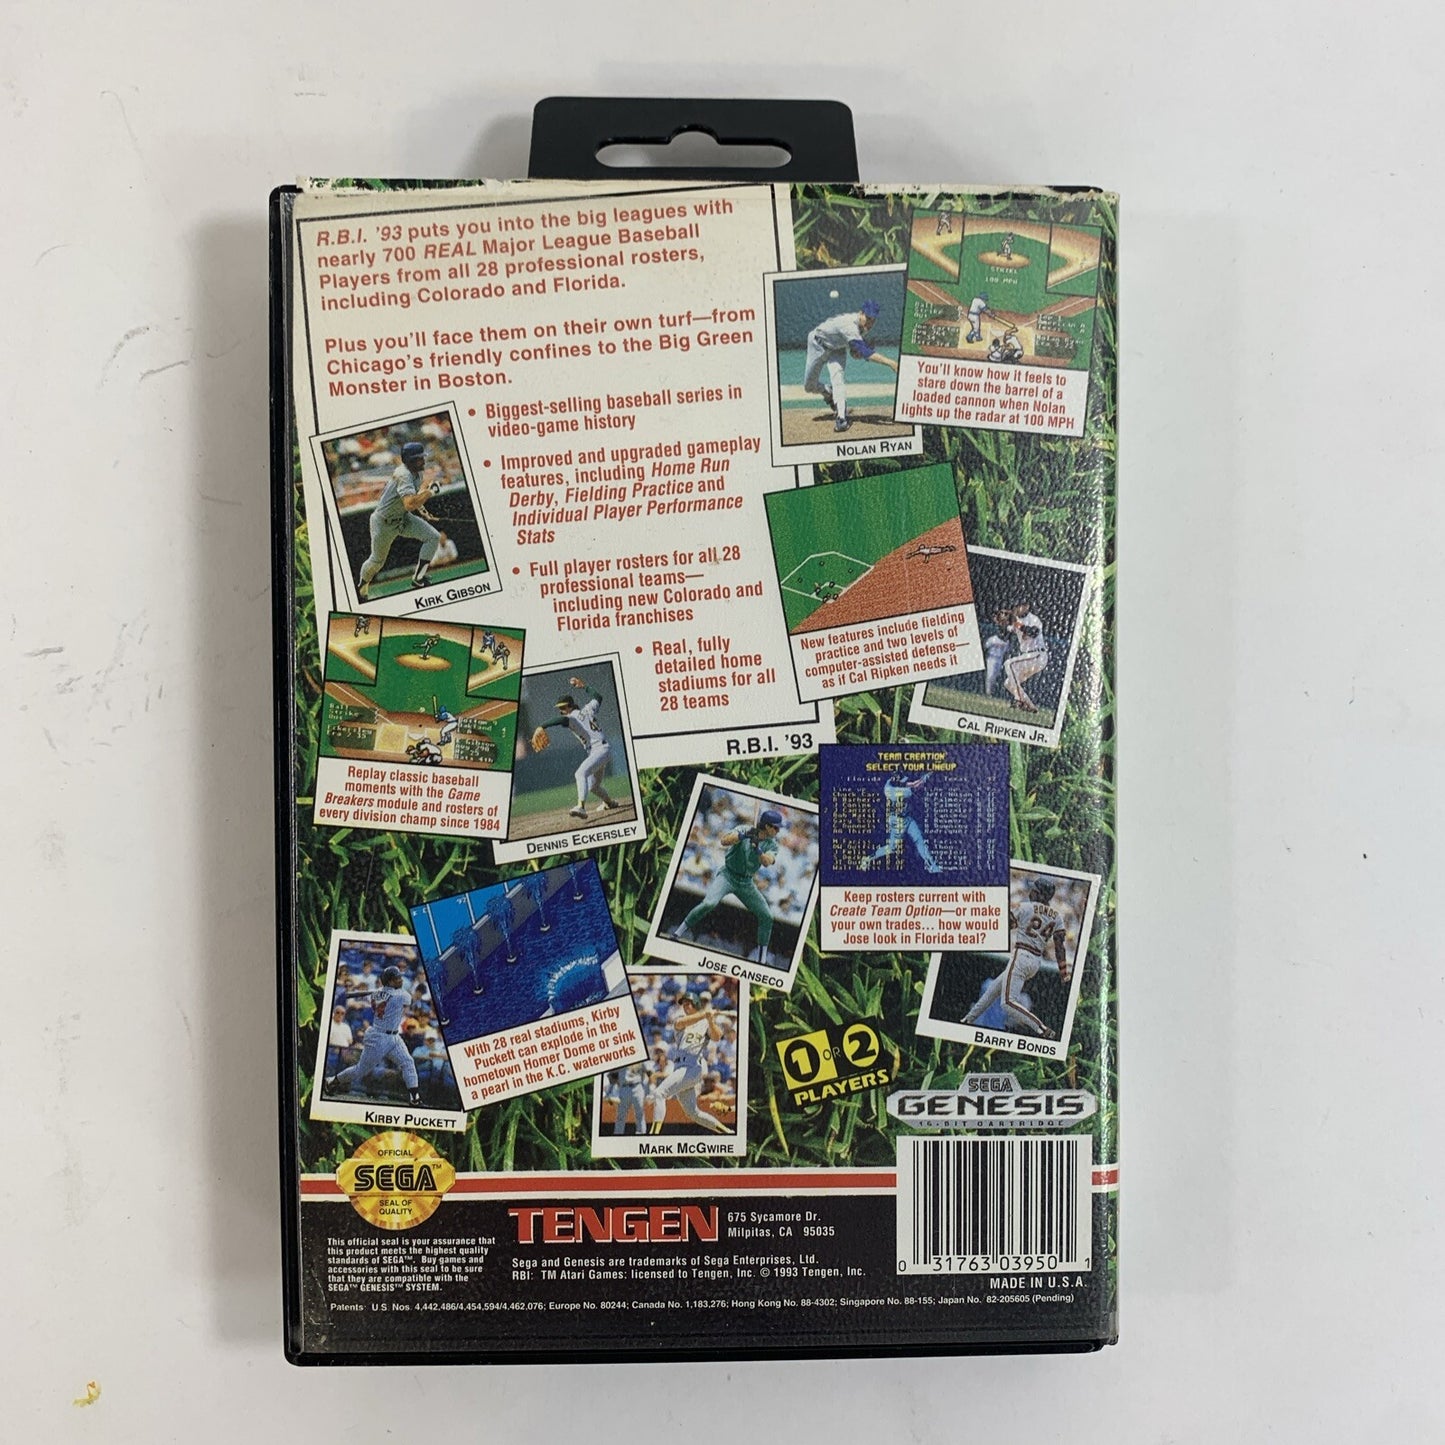 R.B.I. '93 puts you into the big leagues with
nearly 700 REAL Major League Baseball
Players from all 28 professional rosters,
including Colorado and Florida.
Plus you'll face them on their own turf—from
Chicago's friendly confines to the Big Green
Monster in Boston.
• Biggest-selling baseball series in
video-game history
• Improved and upgraded gameplay
features, including Home Run
Derby, Fielding Practice and
Individual Player Performance
Stats
• Full player rosters for all 28
professional teams—
including new Colorado and
Florida franchises
• Real, fully
detailed home
stadiums for all
28 teams
R.B.I. '93
STRIKE
100 MPH
You'll know how it feels to
stare down the barrel of a
loaded cannon when Nolan
lights up the radar at 100 MPH
NOLAN RYAN
KIRK GIBSON
New features include fielding
practice and two levels of
computer-assisted defense—
as if Cal Ripken needs it
CAL RIPKEN JR.
Ball
Strike
Out
Replay classic baseball
moments with the Game
Breakers module and rosters of
every division champ since 1984
DENNIS ECKERSLEY
JOSE CANSECO
TEAM CREATION
SELECT YOUR LINEUP
Florida Texas
Keep rosters current with
Create Team Option—or make
your own trades... how would
Jose look in Florida teal?
BONDS
24
BARRY BONDS
With 28 real stadiums, Kirby
Puckett can explode in the
hometown Homer Dome or sink
a pearl in the K.C. waterworks
KIRBY PUCKETT
MARK MCGWIRE
1 OR 2
PLAYERS
SEGA
GENESIS
16-BIT CARTRIDGE
OFFICIAL
SEGA™
SEAL OF
QUALITY
This official seal is your assurance that
this product meets the highest quality
standards of SEGA™. Buy games and
accessories with this seal to be sure
that they are compatible with the
SEGA™ GENESIS™ SYSTEM.
TENGEN
675 Sycamore Dr.
Milpitas, CA 95035
Sega and Genesis are trademarks of Sega Enterprises, Ltd.
RBI: TM Atari Games: licensed to Tengen, Inc. © 1993 Tengen, Inc.
0 31763 03950 1
MADE IN U.S.A.
Patents: U.S. Nos. 4,442,486/4,454,594/4,462,076; Europe No. 80244; Canada No. 1,183,276; Hong Kong No. 88-4302; Singapore No. 88-155; Japan No. 82-205605 (Pending)